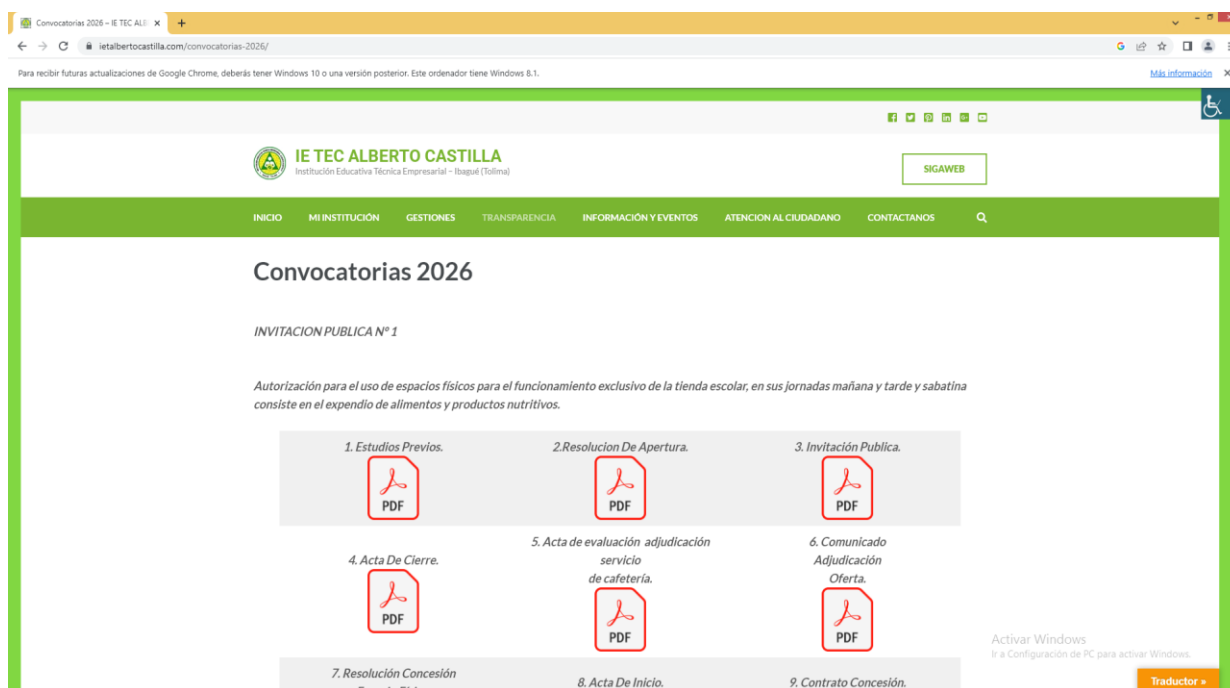 Convocatorias 2026 – IE TEC ALB
ietalbertocastilla.com/convocatorias-2026/
Para recibir futuras actualizaciones de Google Chrome, deberás tener Windows 10 o una versión posterior. Este ordenador tiene Windows 8.1.
Más información
IE TEC ALBERTO CASTILLA
Institución Educativa Técnica Empresarial – Ibagué (Tolima)
SIGAWEB
INICIO MI INSTITUCIÓN GESTIONES TRANSPARENCIA INFORMACIÓN Y EVENTOS ATENCION AL CIUDADANO CONTACTANOS
Convocatorias 2026
INVITACION PUBLICA Nº 1
Autorización para el uso de espacios físicos para el funcionamiento exclusivo de la tienda escolar, en sus jornadas mañana y tarde y sabatina
consiste en el expendio de alimentos y productos nutritivos.
1. Estudios Previos. 2.Resolucion De Apertura. 3. Invitación Publica.
PDF PDF PDF
4. Acta De Cierre.
PDF
5. Acta de evaluación adjudicación
servicio
de cafetería.
PDF
6. Comunicado
Adjudicación
Oferta.
PDF
7. Resolución Concesión
8. Acta De Inicio.
9. Contrato Concesión.
Activar Windows
Ir a Configuración de PC para activar Windows.
Traductor »